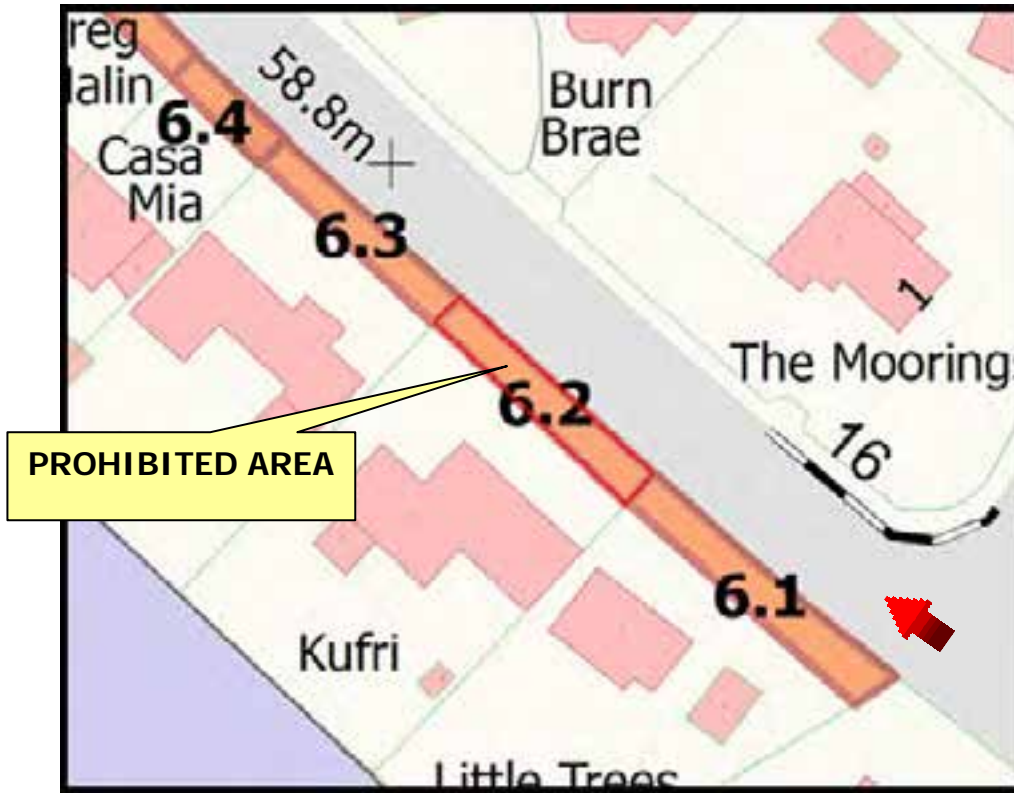 reg
lalin
6.4
Casa
Mia
58.8m
Burn
Brae
6.3
1
The Moorings
6.2
16
PROHIBITED AREA
6.1
Kufri
Little Trees